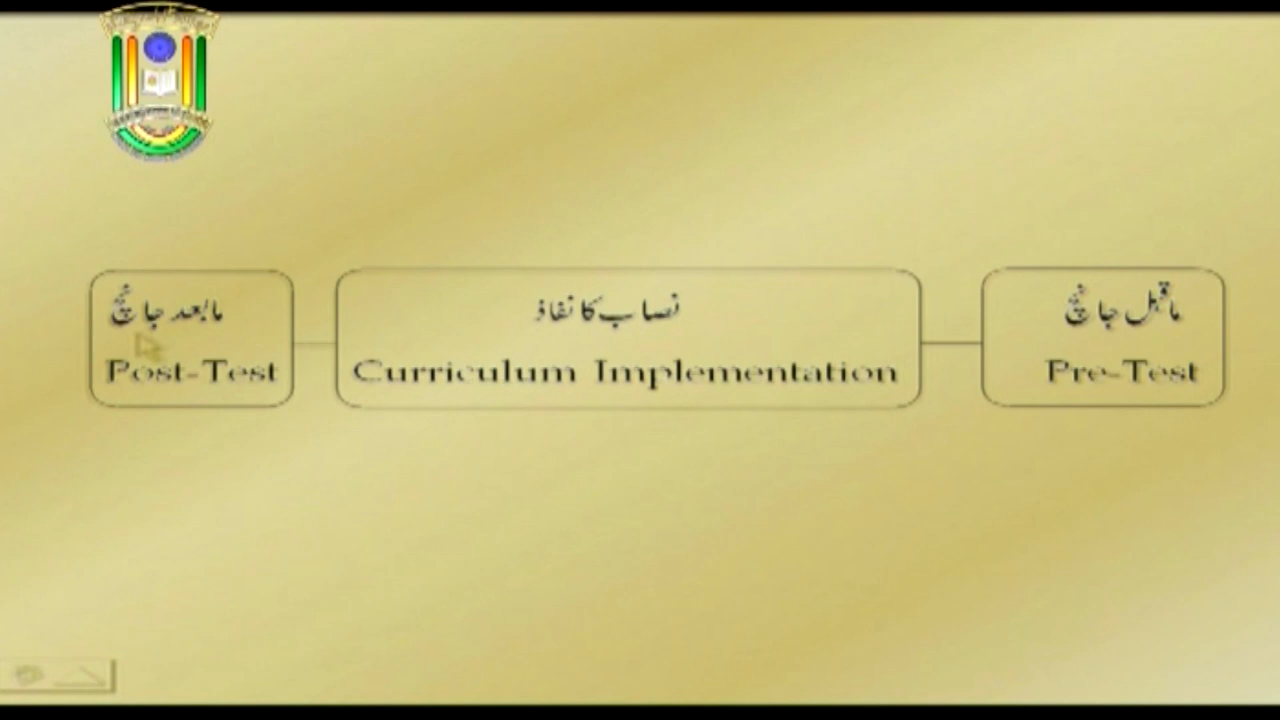 ماقبل جانچ
Pre-Test
نصاب کا نفاذ
Curriculum Implementation
مابعد جانچ
Post-Test